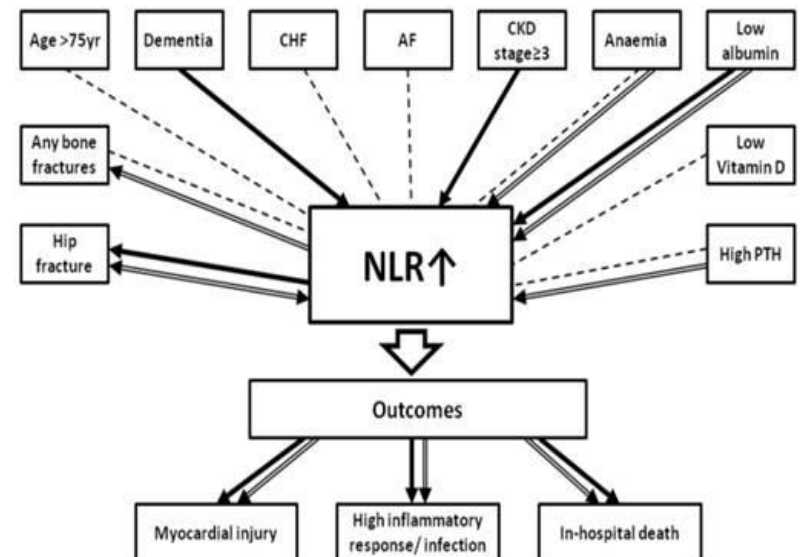 Age >75yr
Dementia
CHF
AF
CKD
stage≥3
Anaemia
Low
albumin
Any bone
fractures
Low
Vitamin D
Hip
fracture
NLR↑
High PTH
Outcomes
Myocardial injury
High inflammatory
response/ infection
In-hospital death